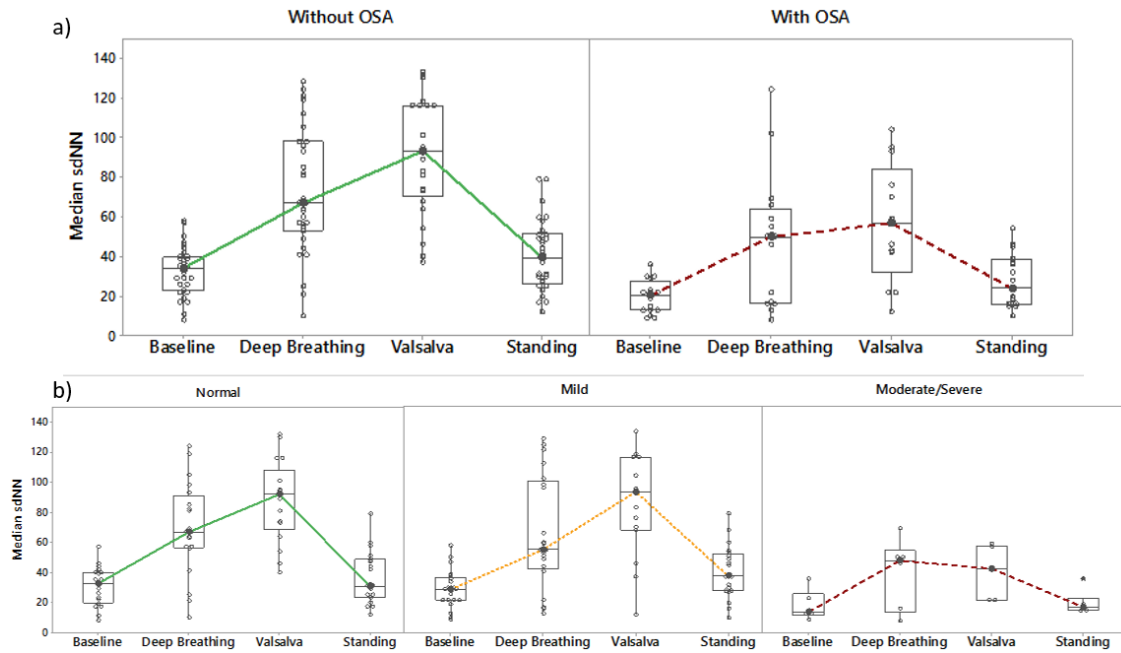 a)
Without OSA
With OSA
Median sdNN
140
120
100
80
60
40
20
0
Baseline Deep Breathing Valsalva Standing
Baseline Deep Breathing Valsalva Standing
b)
Normal
Mild
Moderate/Severe
Median sdNN
140
120
100
80
60
40
20
0
Baseline Deep Breathing Valsalva Standing
Baseline Deep Breathing Valsalva Standing
Baseline Deep Breathing Valsalva Standing